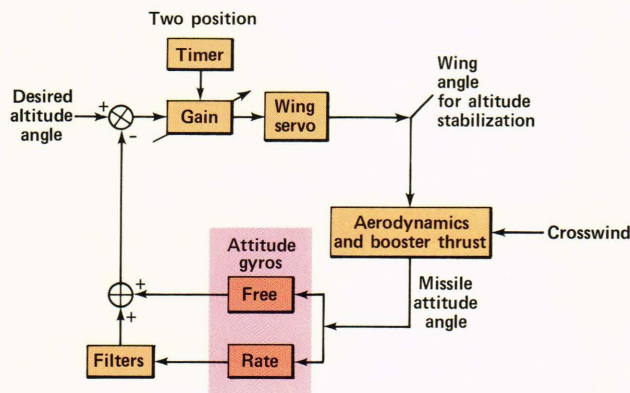 Two position
Timer
Desired
altitude
angle
+
-
Gain
Wing
servo
Wing
angle
for altitude
stabilization
Aerodynamics
and booster thrust
Crosswind
Missile
attitude
angle
Attitude
gyros
Free
Rate
+
+
Filters